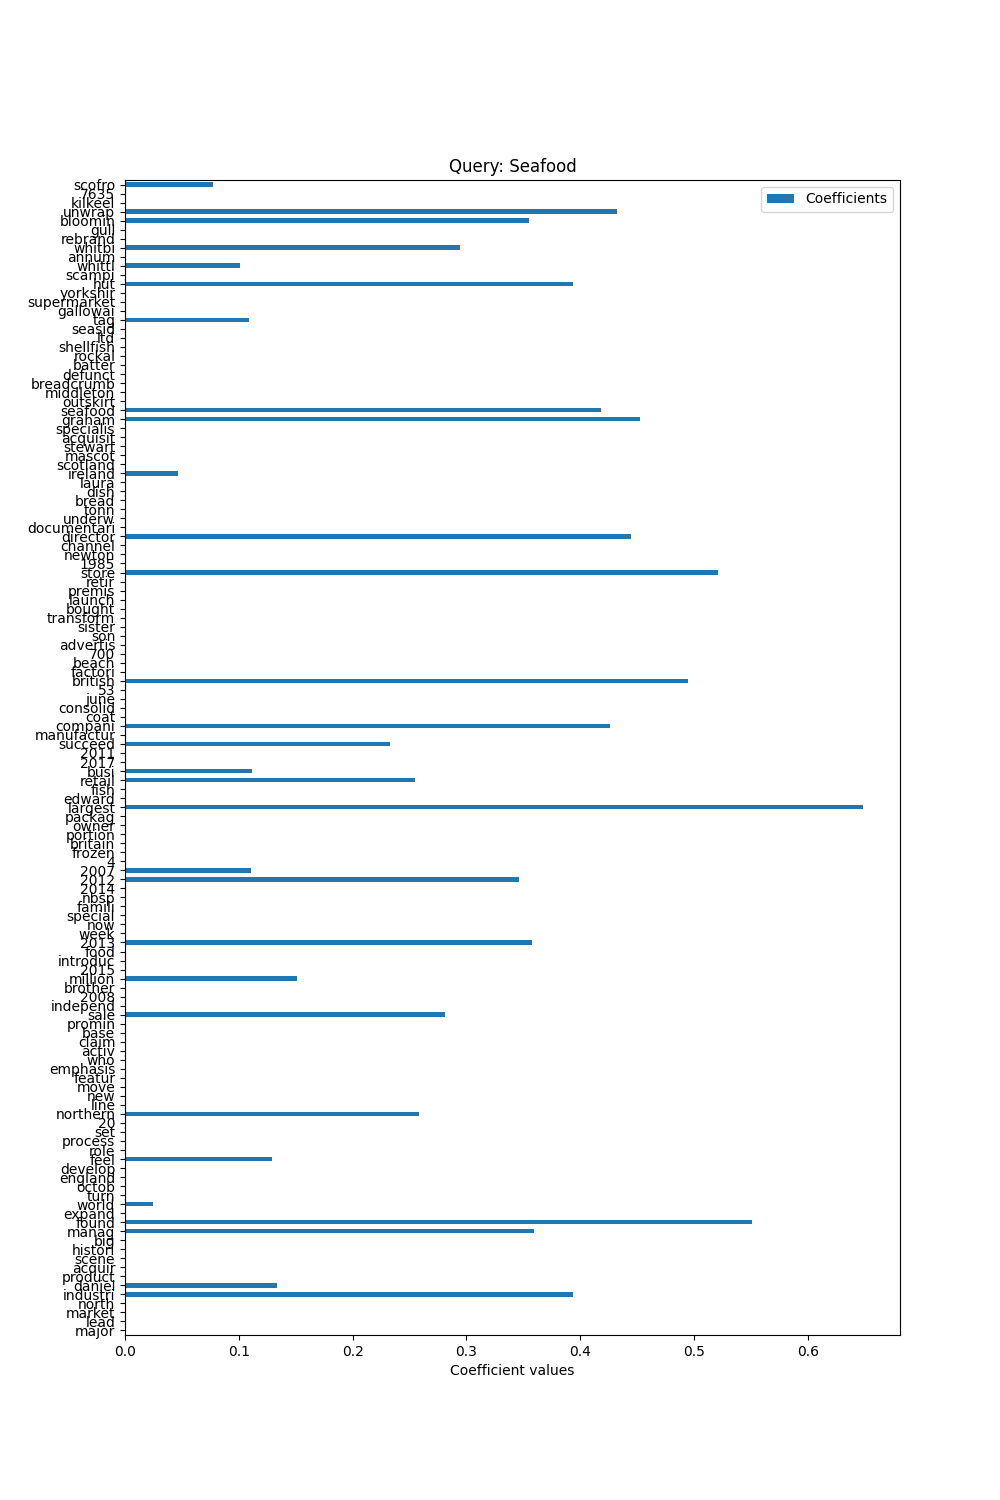 Query: Seafood
Coefficients
scofro
7635
kilkeel
unwrap
bloomin
gull
rebrand
whitbi
annum
whittl
scampi
hut
yorkshir
supermarket
gallowai
tag
seasid
ltd
shellfish
rockal
batter
defunct
breadcrumb
middleton
outskirt
seafood
graham
specialis
acquisit
stewart
mascot
scotland
ireland
laura
dish
bread
tonn
underw
documentari
director
channel
newton
1985
store
retir
premis
launch
bought
transform
sister
son
advertis
700
beach
factori
british
53
june
consolid
coat
compani
manufactur
succeed
2011
2017
busi
retail
fish
edward
largest
packag
owner
portion
britain
frozen
4
2007
2012
2014
nbsp
famili
special
now
week
2013
food
introduc
2015
million
brother
2008
independ
sale
promin
base
claim
activ
who
emphasis
featur
move
new
line
northern
20
set
process
role
feel
develop
england
octob
turn
world
expand
found
manag
big
histori
scene
acquir
product
daniel
industri
north
market
lead
major
0.0 0.1 0.2 0.3 0.4 0.5 0.6
Coefficient values